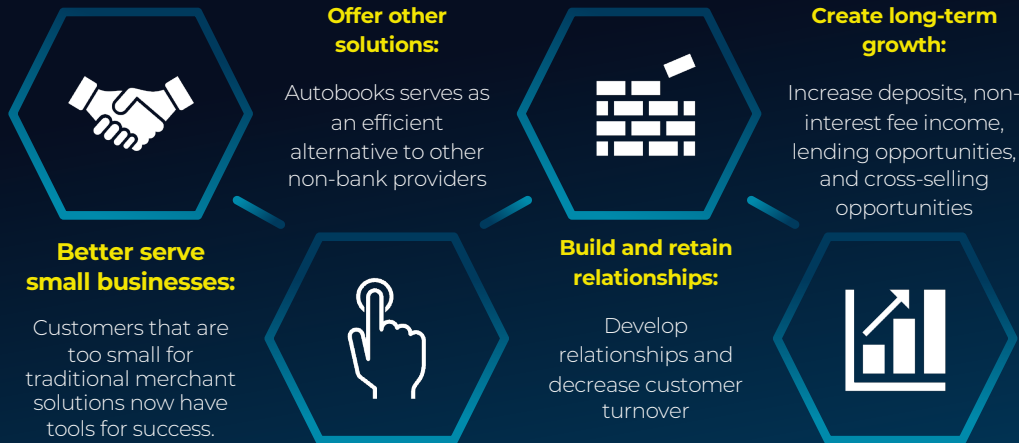 Better serve
small businesses:
Customers that are
too small for
traditional merchant
solutions now have
tools for success.
Offer other
solutions:
Autobooks serves as
an efficient
alternative to other
non-bank providers
Build and retain
relationships:
Develop
relationships and
decrease customer
turnover
Create long-term
growth:
Increase deposits, non-
interest fee income,
lending opportunities,
and cross-selling
opportunities